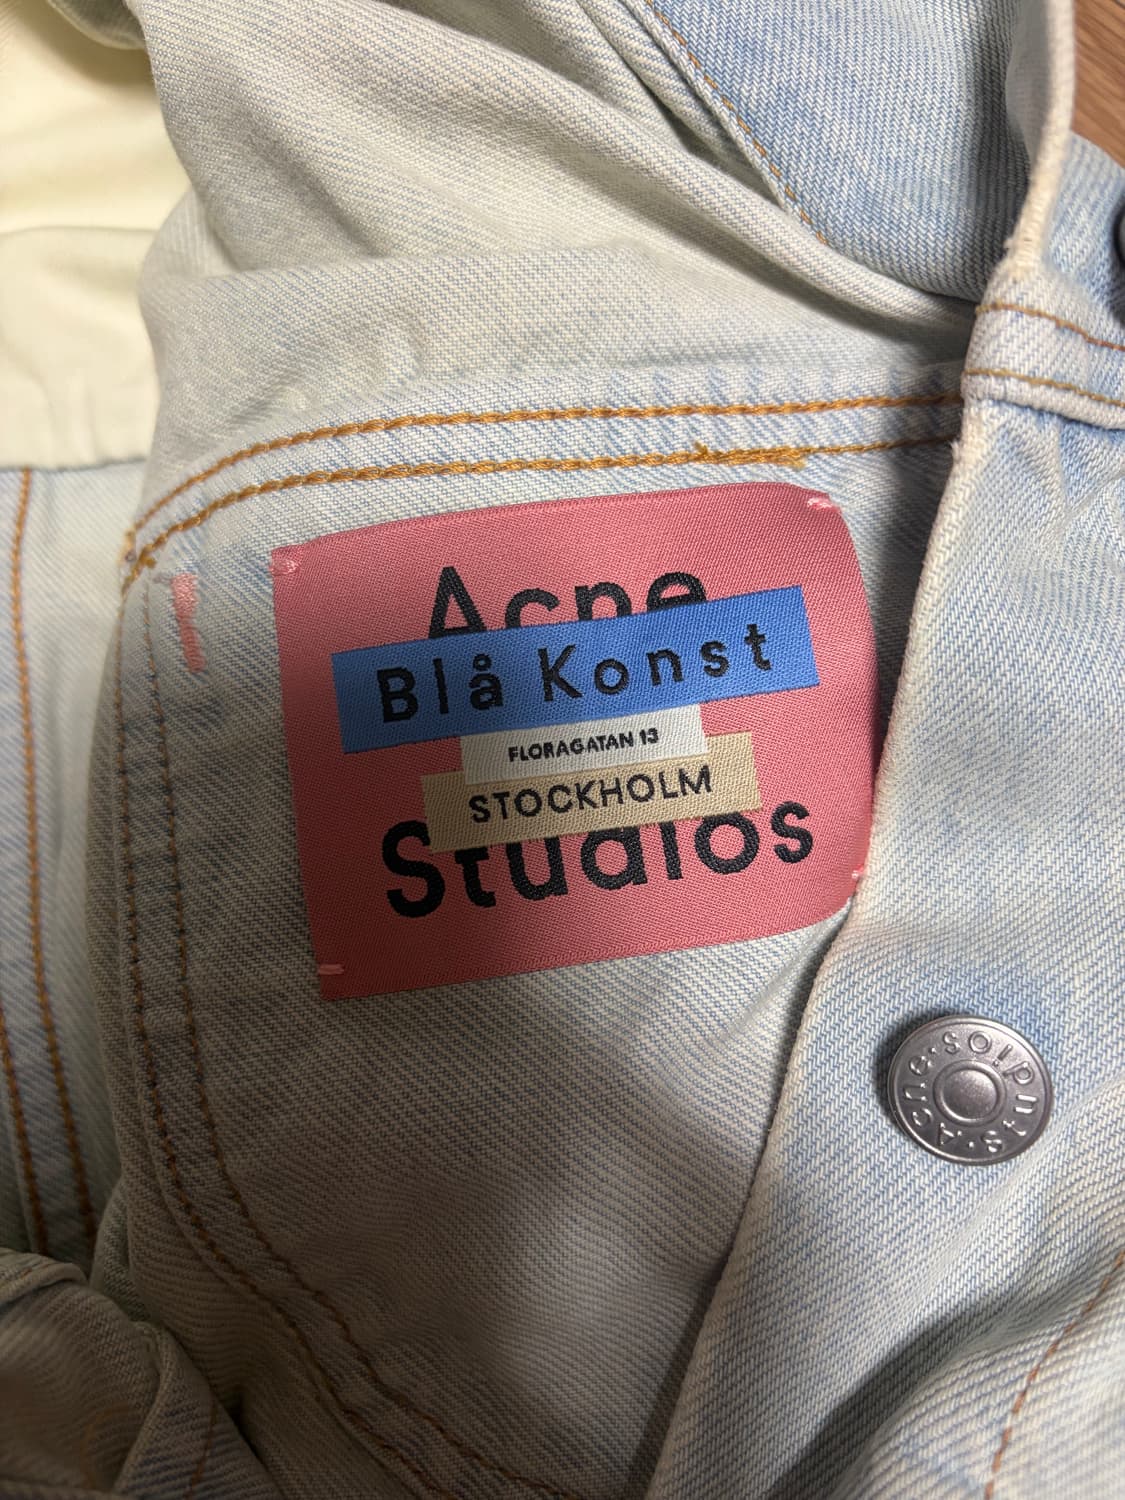 Acne
Blå Konst
FLORAGATAN 13
STOCKHOLM
Studios
Acne · Studios ·